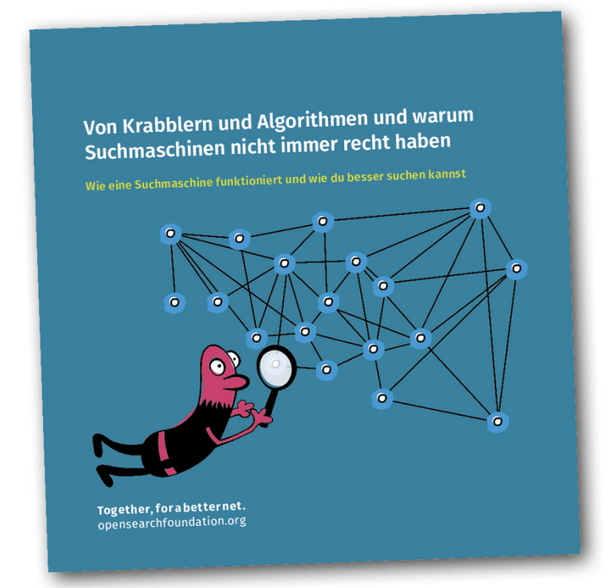 Von Krabblern und Algorithmen und warum
Suchmaschinen nicht immer recht haben
Wie eine Suchmaschine funktioniert und wie du besser suchen kannst
Together, for a better net.
opensearchfoundation.org